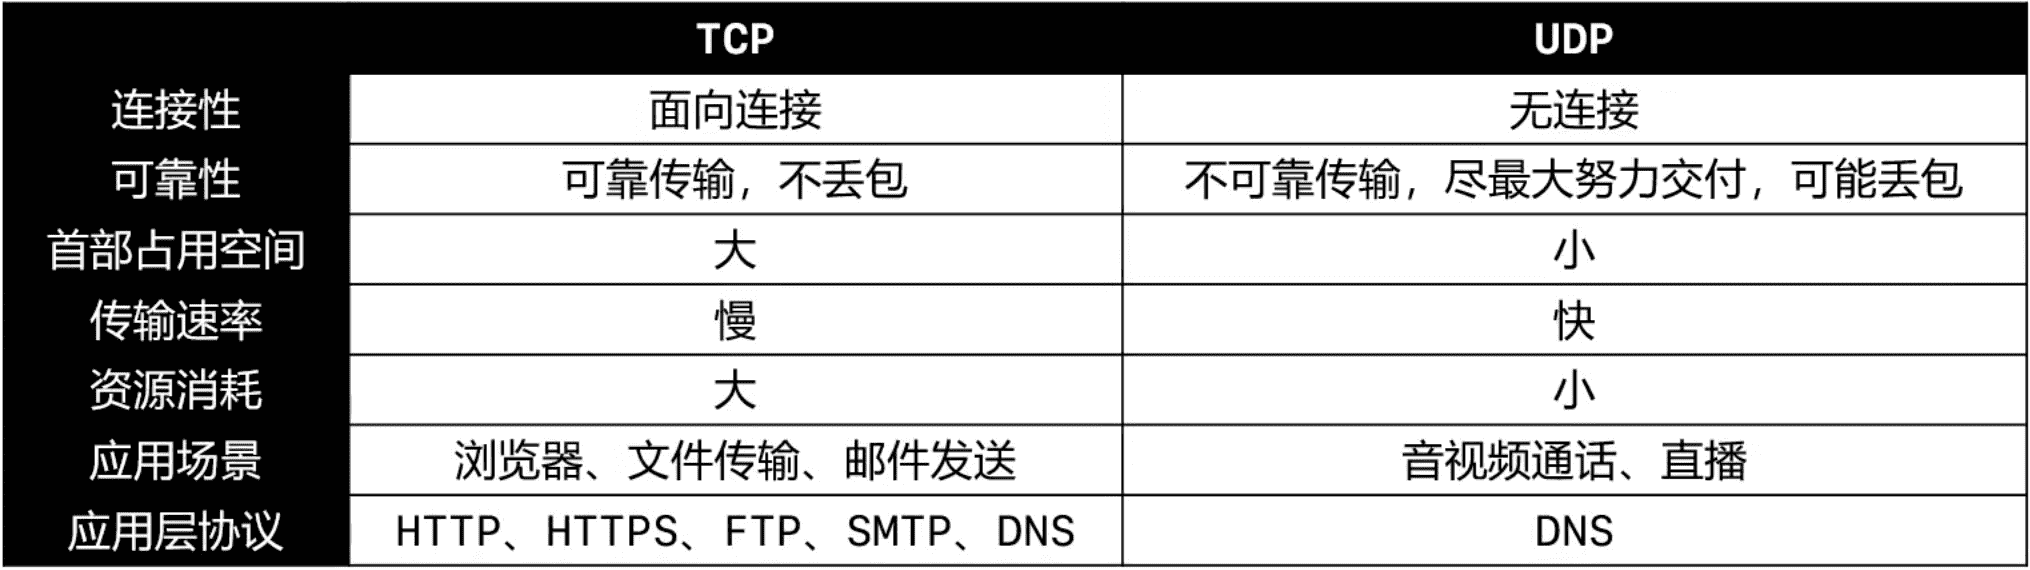 TCP UDP
连接性 面向连接 无连接
可靠性 可靠传输，不丢包 不可靠传输，尽最大努力交付，可能丢包
首部占用空间 大 小
传输速率 慢 快
资源消耗 大 小
应用场景 浏览器、文件传输、邮件发送 音视频通话、直播
应用层协议 HTTP、HTTPS、FTP、SMTP、DNS DNS